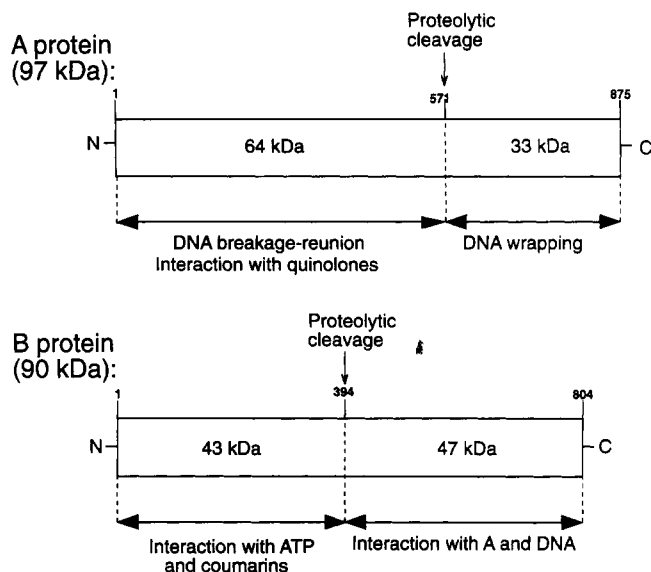 Proteolytic
cleavage
A protein
(97 kDa):
1 571 875
N 64 kDa 33 kDa C
DNA breakage-reunion
Interaction with quinolones
DNA wrapping
Proteolytic
cleavage
B protein
(90 kDa):
1 394 804
N 43 kDa 47 kDa C
Interaction with ATP
and coumarins
Interaction with A and DNA